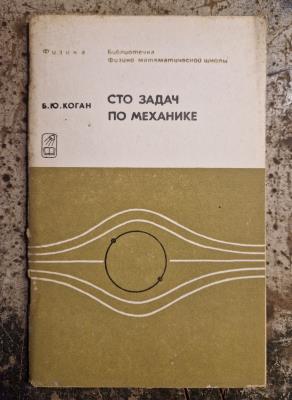 Физика
Библиотечка
Физико-математической школы
Б.Ю.КОГАН
СТО ЗАДАЧ
ПО МЕХАНИКЕ